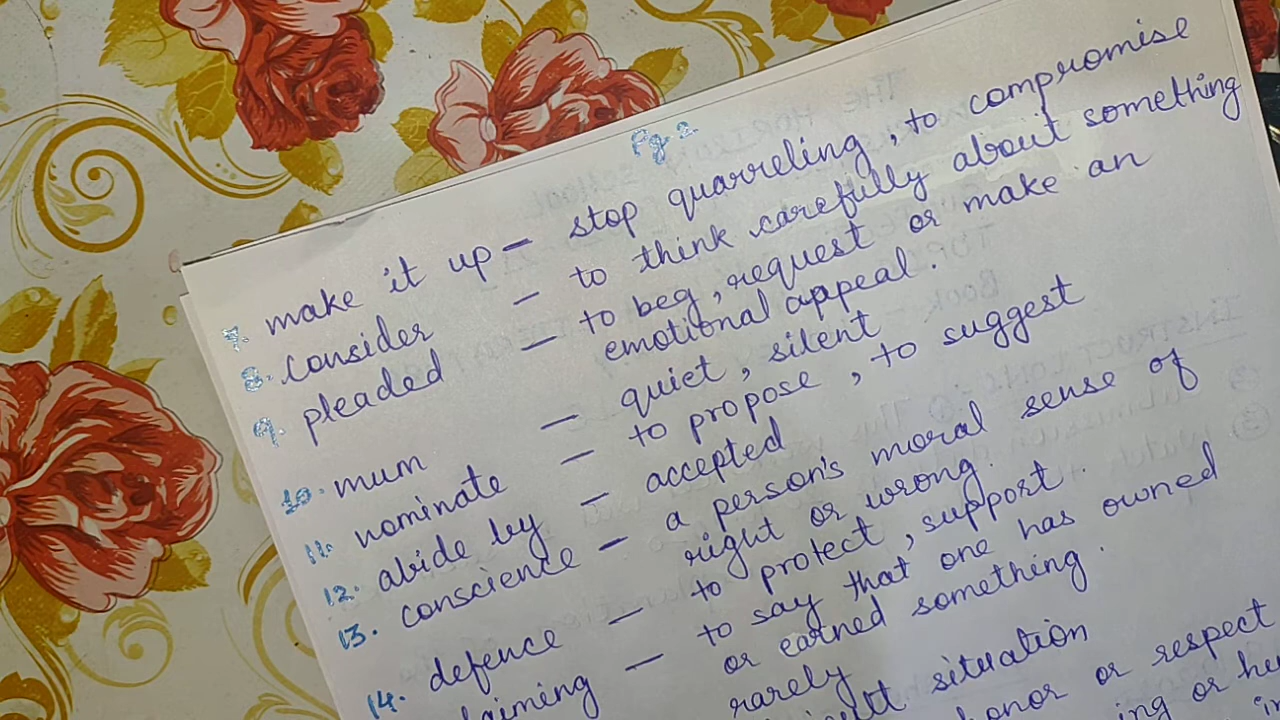 Pg 2
7. make it up - stop quarreling, to compromise
8. consider - to think carefully about something
9. pleaded - to beg, request or make an
emotional appeal.
10. mum - quiet, silent
11. nominate - to propose, to suggest
12. abide by - accepted
13. conscience - a person's moral sense of
right or wrong.
14. defence - to protect, support.
- to say that one has owned
or earned something.
rarely
situation
honor or respect
or